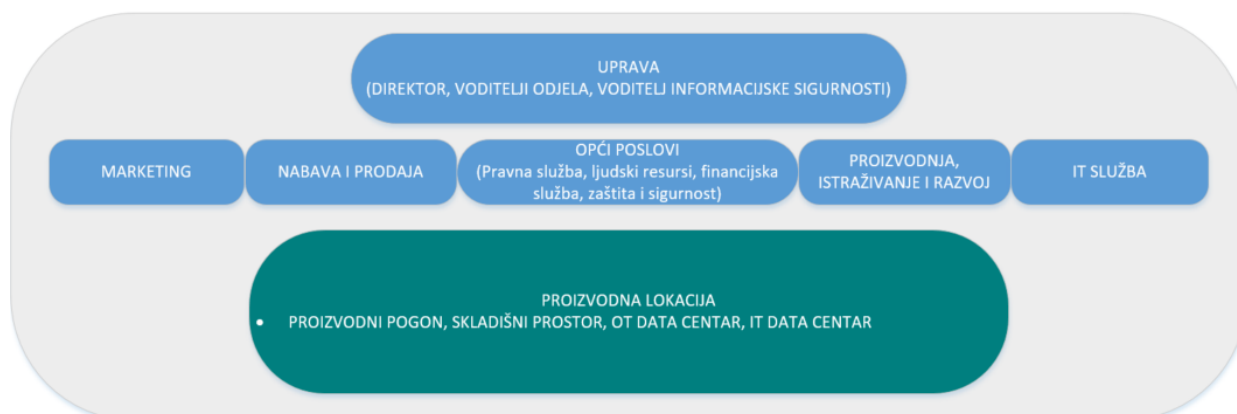 UPRAVA
(DIREKTOR, VODITELJI ODJELA, VODITELJ INFORMACIJSKE SIGURNOSTI)
MARKETING
NABAVA I PRODAJA
OPĆI POSLOVI
(Pravna služba, ljudski resursi, financijska
služba, zaštita i sigurnost)
PROIZVODNJA,
ISTRAŽIVANJE I RAZVOJ
IT SLUŽBA
PROIZVODNA LOKACIJA
• PROIZVODNI POGON, SKLADIŠNI PROSTOR, OT DATA CENTAR, IT DATA CENTAR